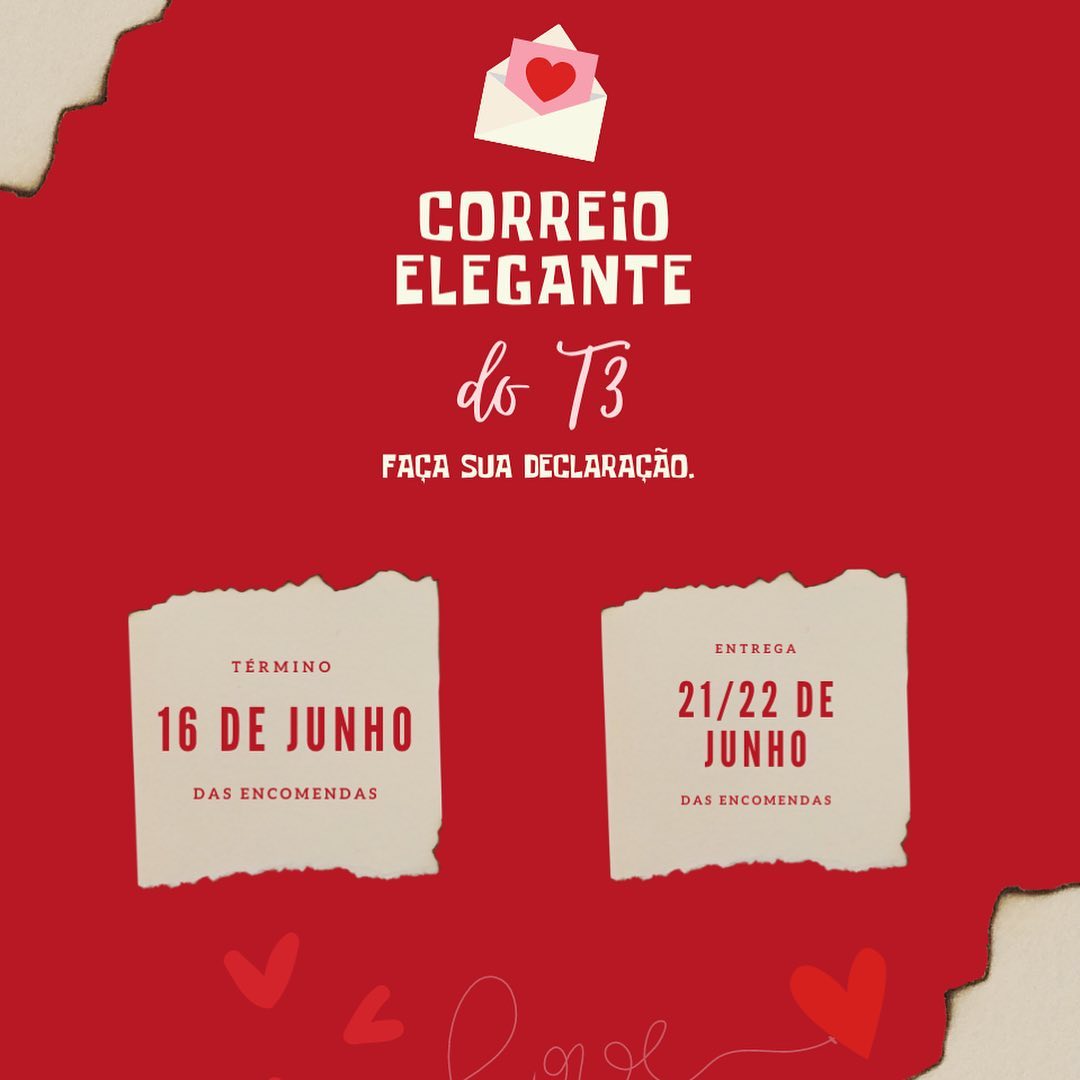 CORREIO
ELEGANTE
do T3
FAÇA SUA DECLARAÇÃO.
TÉRMINO
16 DE JUNHO
DAS ENCOMENDAS
ENTREGA
21/22 DE
JUNHO
DAS ENCOMENDAS